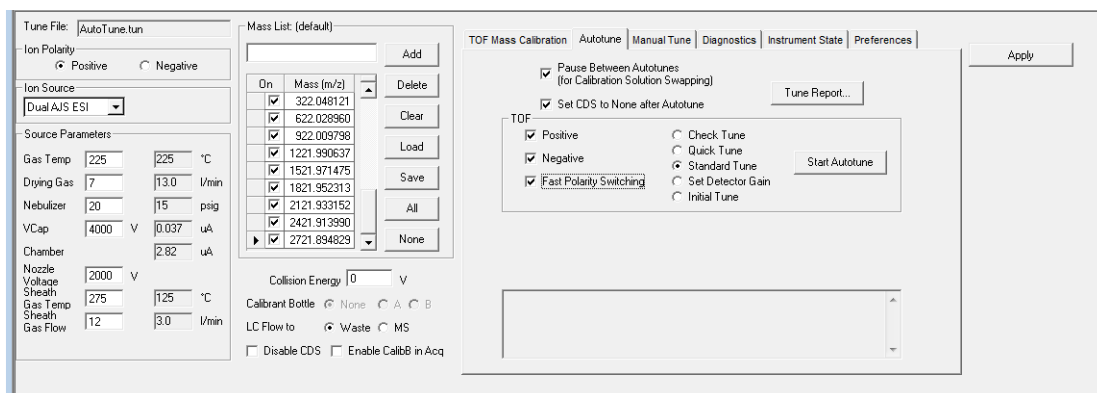 Tune File: AutoTune.tun
Ion Polarity
Positive Negative
Ion Source
Dual AJS ESI
Source Parameters
Gas Temp 225 225 °C
Drying Gas 7 13.0 l/min
Nebulizer 20 15 psig
VCap 4000 V 0.037 uA
Chamber 2.82 uA
Nozzle
Voltage 2000 V
Sheath
Gas Temp 275 125 °C
Sheath
Gas Flow 12 3.0 l/min
Mass List: (default)
Add
On Mass (m/z) Delete
322.048121
622.028960 Clear
922.009798
1221.990637 Load
1521.971475
1821.952313 Save
2121.933152 All
2421.913990
2721.894829 None
Collision Energy 0 V
Calibrant Bottle None A B
LC Flow to Waste MS
Disable CDS Enable CalibB in Acq
TOF Mass Calibration Autotune Manual Tune Diagnostics Instrument State Preferences
Pause Between Autotunes
(for Calibration Solution Swapping)
Set CDS to None after Autotune
Tune Report...
TOF
Positive Check Tune
Quick Tune
Negative Standard Tune Start Autotune
Fast Polarity Switching Set Detector Gain
Initial Tune
Apply